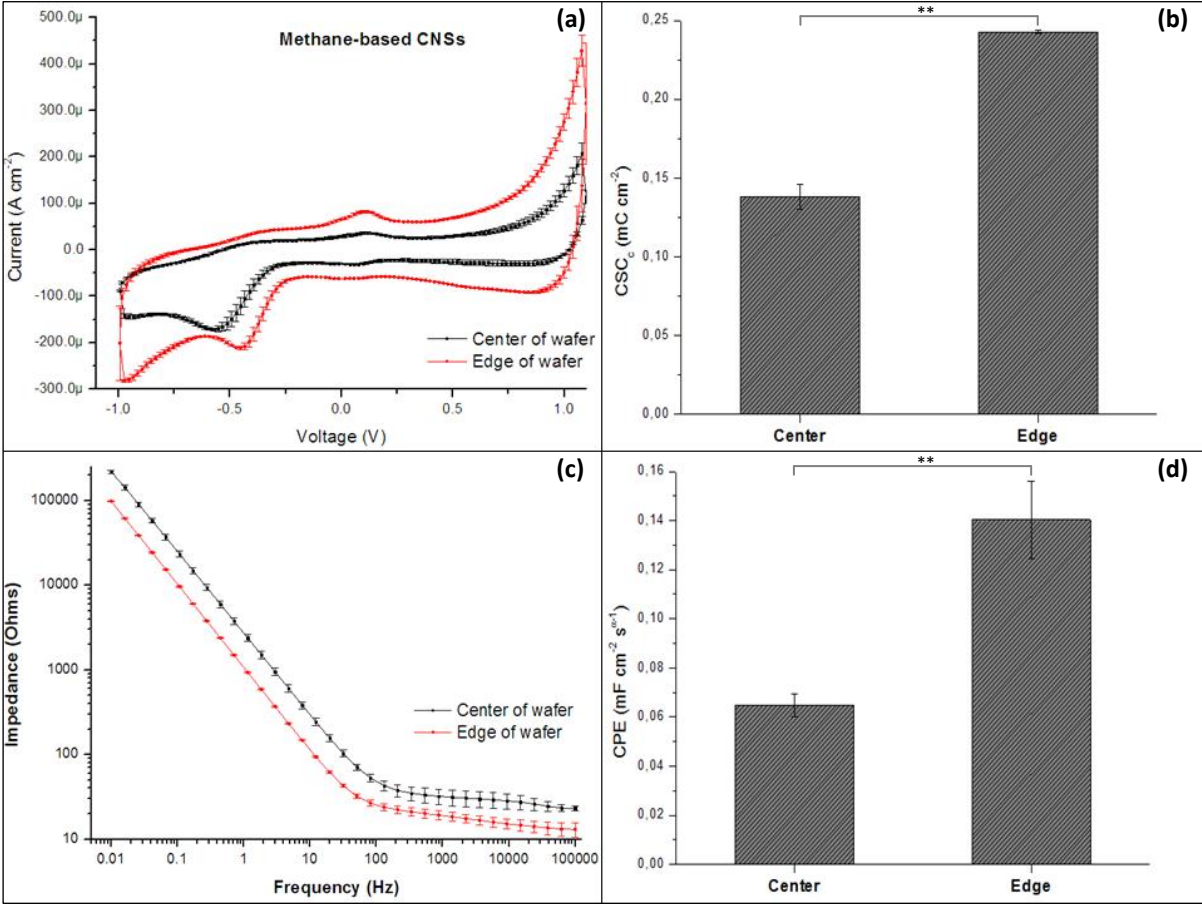 (a)
Methane-based CNSs
500.0µ
400.0µ
300.0µ
200.0µ
100.0µ
0.0
-100.0µ
-200.0µ
-300.0µ
Current (A cm⁻²)
Center of wafer
Edge of wafer
-1.0 -0.5 0.0 0.5 1.0
Voltage (V)
(b)
**
0,25
0,20
0,15
0,10
0,05
0,00
CSC_c (mC cm⁻²)
Center Edge
(c)
100000
10000
1000
100
10
Impedance (Ohms)
Center of wafer
Edge of wafer
0.01 0.1 1 10 100 1000 10000 100000
Frequency (Hz)
(d)
**
0,16
0,14
0,12
0,10
0,08
0,06
0,04
0,02
0,00
CPE (mF cm⁻² s^α⁻¹)
Center Edge